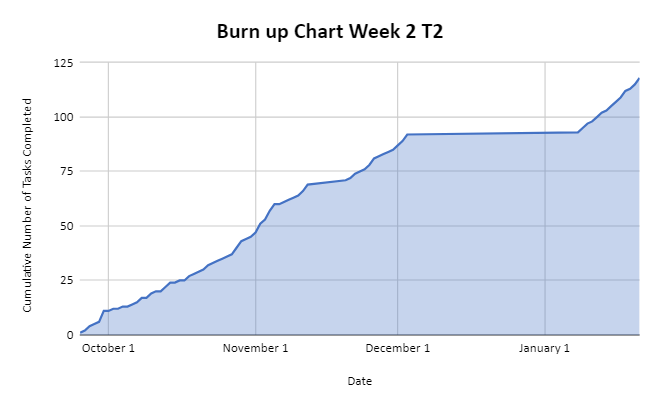 Burn up Chart Week 2 T2
Cumulative Number of Tasks Completed
125
100
75
50
25
0
October 1
November 1
December 1
January 1
Date